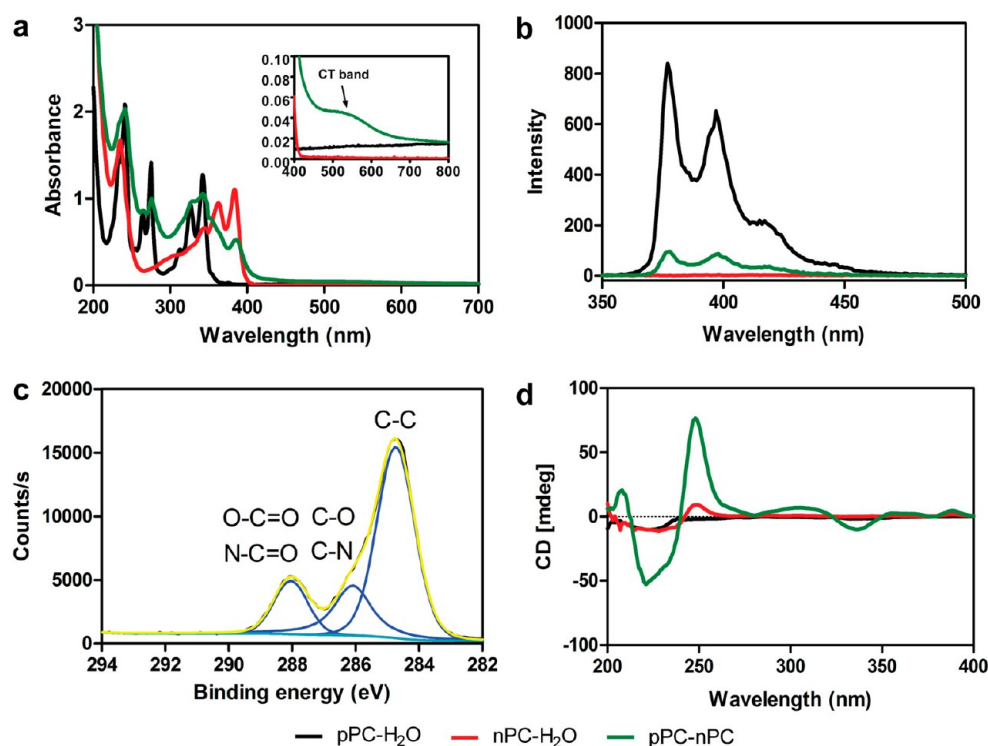 a
3
2
1
0
Absorbance
200 300 400 500 600 700
Wavelength (nm)
0.10
0.08
0.06
0.04
0.02
0.00
400 500 600 700 800
CT band
b
1000
800
600
400
200
0
Intensity
350 400 450 500
Wavelength (nm)
c
20000
15000
10000
5000
0
Counts/s
C-C
O-C=O C-O
N-C=O C-N
294 292 290 288 286 284 282
Binding energy (eV)
d
100
50
0
-50
-100
CD [mdeg]
200 250 300 350 400
Wavelength (nm)
pPC-H₂O nPC-H₂O pPC-nPC